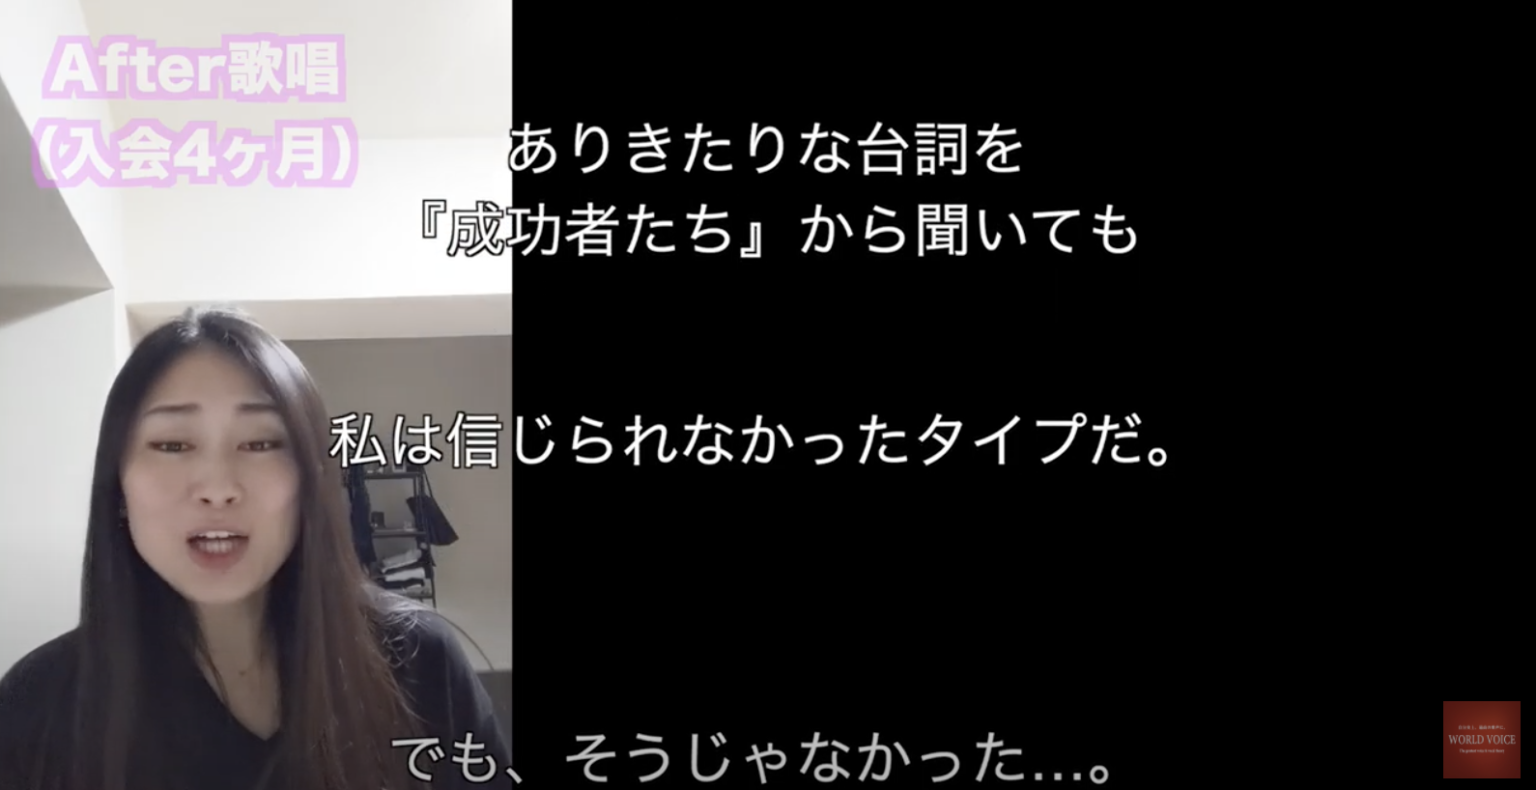 After歌唱
(入会4ヶ月)
ありきたりな台詞を
『成功者たち』から聞いても
私は信じられなかったタイプだ。
でも、そうじゃなかった…。
WORLD VOICE